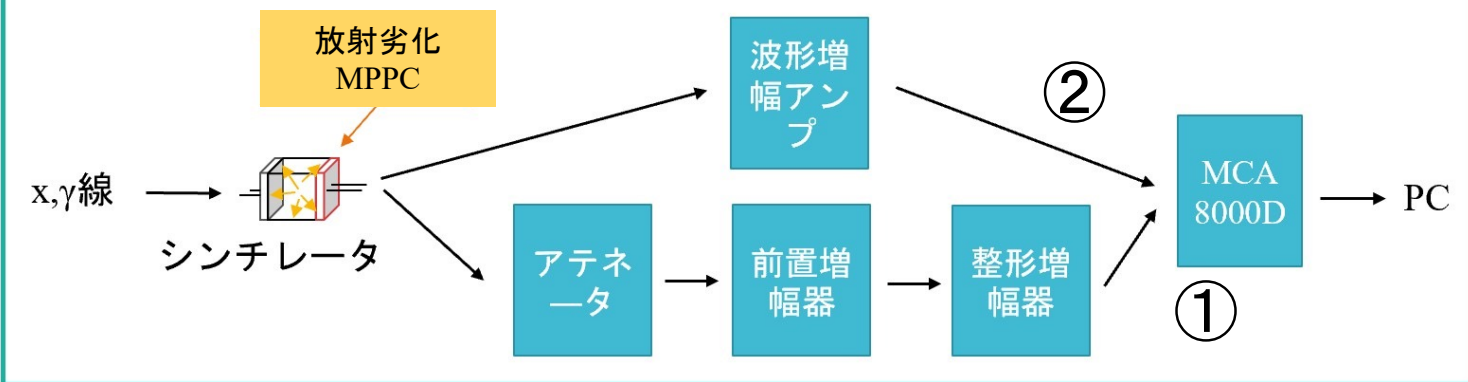 放射劣化
MPPC
波形増
幅アン
プ
②
x,γ線
シンチレータ
MCA
8000D
PC
アテネ
―タ
前置増
幅器
整形増
幅器
①